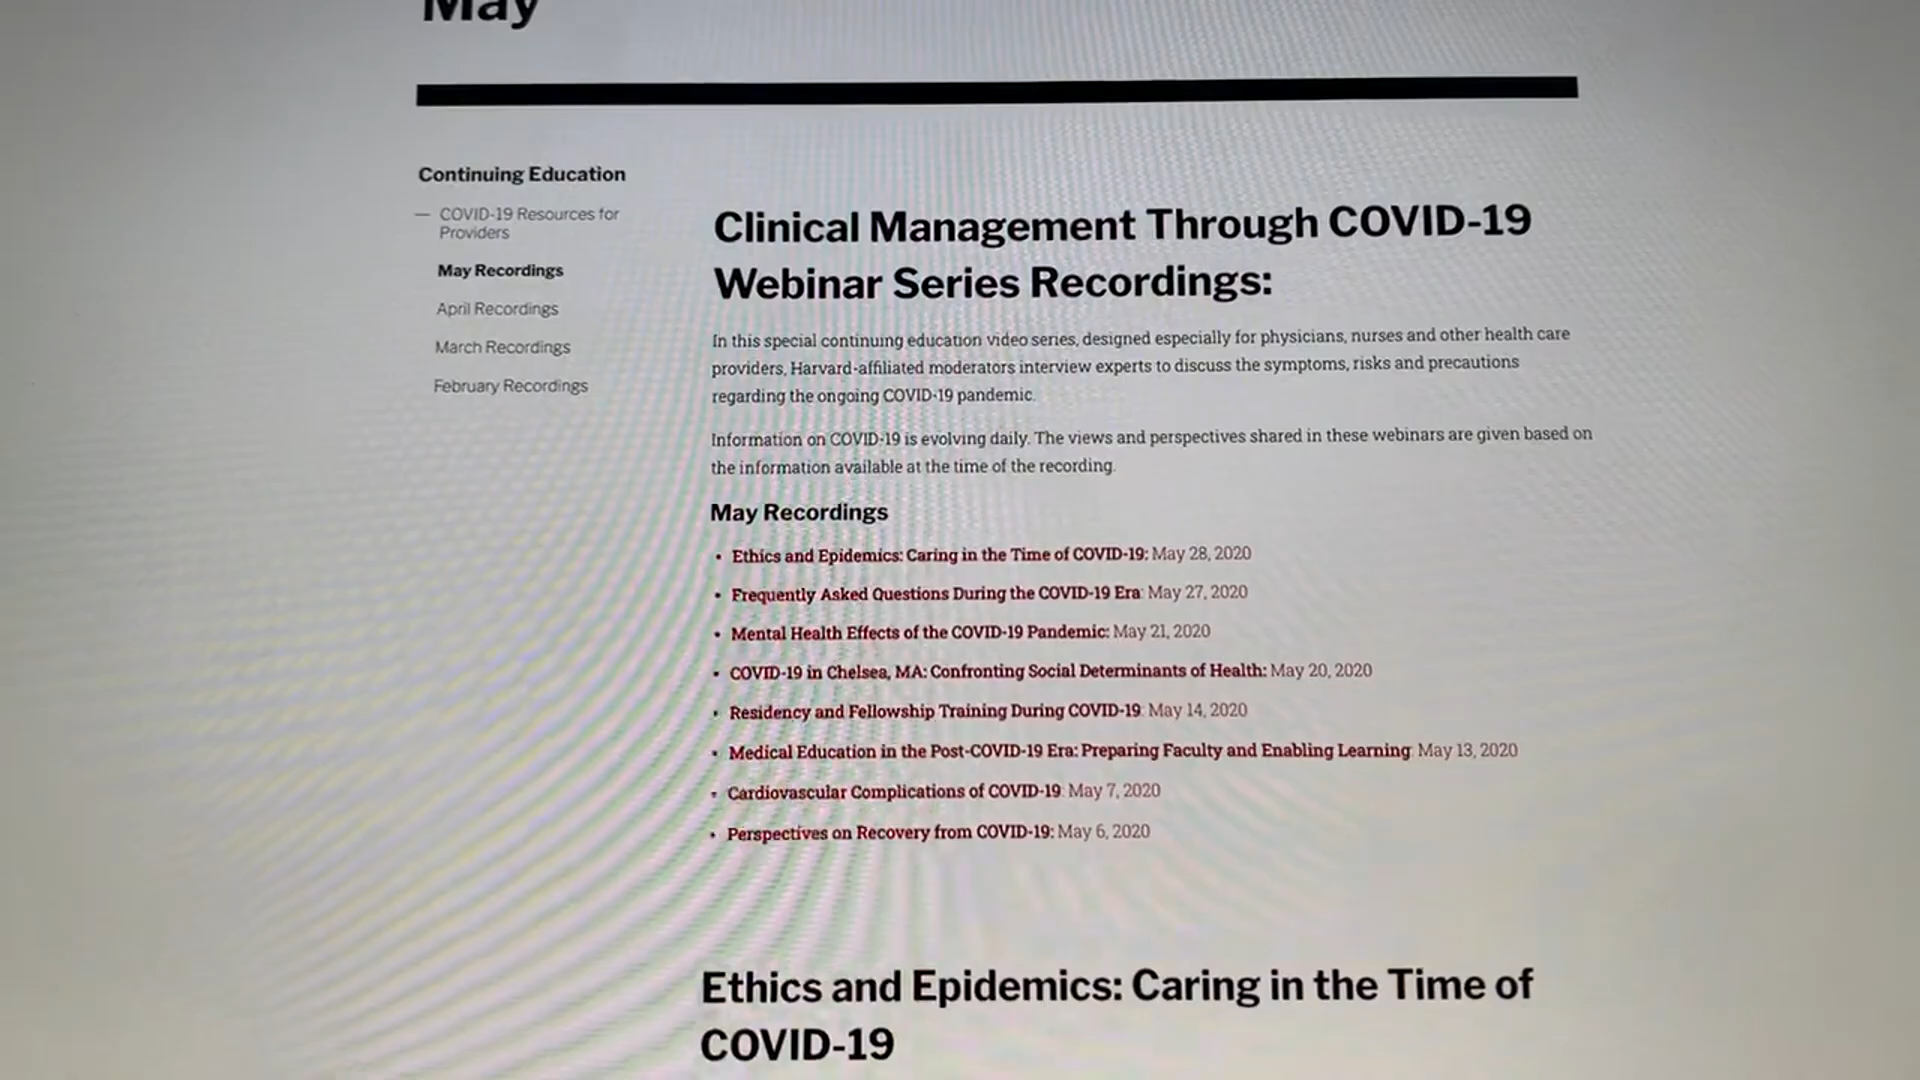 May
Continuing Education
— COVID-19 Resources for
Providers
May Recordings
April Recordings
March Recordings
February Recordings
Clinical Management Through COVID-19
Webinar Series Recordings:
In this special continuing education video series, designed especially for physicians, nurses and other health care
providers, Harvard-affiliated moderators interview experts to discuss the symptoms, risks and precautions
regarding the ongoing COVID-19 pandemic.
Information on COVID-19 is evolving daily. The views and perspectives shared in these webinars are given based on
the information available at the time of the recording.
May Recordings
• Ethics and Epidemics: Caring in the Time of COVID-19: May 28, 2020
• Frequently Asked Questions During the COVID-19 Era: May 27, 2020
• Mental Health Effects of the COVID-19 Pandemic: May 21, 2020
• COVID-19 in Chelsea, MA: Confronting Social Determinants of Health: May 20, 2020
• Residency and Fellowship Training During COVID-19: May 14, 2020
• Medical Education in the Post-COVID-19 Era: Preparing Faculty and Enabling Learning: May 13, 2020
• Cardiovascular Complications of COVID-19: May 7, 2020
• Perspectives on Recovery from COVID-19: May 6, 2020
Ethics and Epidemics: Caring in the Time of
COVID-19